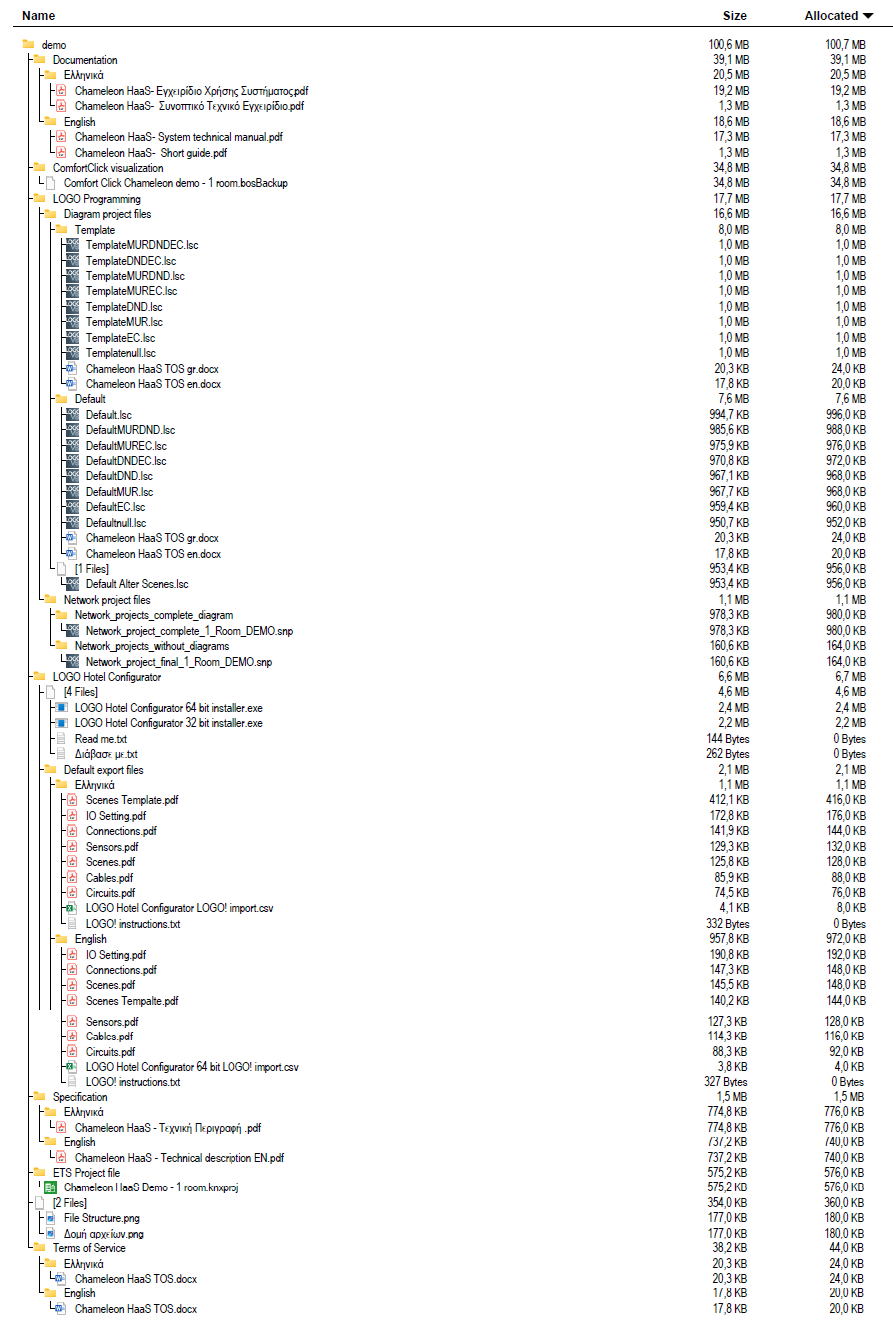 Name Size Allocated
demo 100,6 MB 100,7 MB
Documentation 39,1 MB 39,1 MB
Ελληνικά 20,5 MB 20,5 MB
Chameleon HaaS- Εγχειρίδιο Χρήσης Συστήματος.pdf 19,2 MB 19,2 MB
Chameleon HaaS- Συνοπτικό Τεχνικό Εγχειρίδιο.pdf 1,3 MB 1,3 MB
English 18,6 MB 18,6 MB
Chameleon HaaS- System technical manual.pdf 17,3 MB 17,3 MB
Chameleon HaaS- Short guide.pdf 1,3 MB 1,3 MB
ComfortClick visualization 34,8 MB 34,8 MB
Comfort Click Chameleon demo - 1 room.bosBackup 34,8 MB 34,8 MB
LOGO Programming 17,7 MB 17,7 MB
Diagram project files 16,6 MB 16,6 MB
Template 8,0 MB 8,0 MB
TemplateMURDNDEC.lsc 1,0 MB 1,0 MB
TemplateDNDEC.lsc 1,0 MB 1,0 MB
TemplateMURDND.lsc 1,0 MB 1,0 MB
TemplateMUREC.lsc 1,0 MB 1,0 MB
TemplateDND.lsc 1,0 MB 1,0 MB
TemplateMUR.lsc 1,0 MB 1,0 MB
TemplateEC.lsc 1,0 MB 1,0 MB
Templatenull.lsc 1,0 MB 1,0 MB
Chameleon HaaS TOS gr.docx 20,3 KB 24,0 KB
Chameleon HaaS TOS en.docx 17,8 KB 20,0 KB
Default 7,6 MB 7,6 MB
Default.lsc 994,7 KB 996,0 KB
DefaultMURDND.lsc 985,6 KB 988,0 KB
DefaultMUREC.lsc 975,9 KB 976,0 KB
DefaultDNDEC.lsc 970,8 KB 972,0 KB
DefaultDND.lsc 967,1 KB 968,0 KB
DefaultMUR.lsc 967,7 KB 968,0 KB
DefaultEC.lsc 959,4 KB 960,0 KB
Defaultnull.lsc 950,7 KB 952,0 KB
Chameleon HaaS TOS gr.docx 20,3 KB 24,0 KB
Chameleon HaaS TOS en.docx 17,8 KB 20,0 KB
[1 Files] 953,4 KB 956,0 KB
Default Alter Scenes.lsc 953,4 KB 956,0 KB
Network project files 1,1 MB 1,1 MB
Network_projects_complete_diagram 978,3 KB 980,0 KB
Network_project_complete_1_Room_DEMO.snp 978,3 KB 980,0 KB
Network_projects_without_diagrams 160,6 KB 164,0 KB
Network_project_final_1_Room_DEMO.snp 160,6 KB 164,0 KB
LOGO Hotel Configurator 6,6 MB 6,7 MB
[4 Files] 4,6 MB 4,6 MB
LOGO Hotel Configurator 64 bit installer.exe 2,4 MB 2,4 MB
LOGO Hotel Configurator 32 bit installer.exe 2,2 MB 2,2 MB
Read me.txt 144 Bytes 0 Bytes
Διάβασε με.txt 262 Bytes 0 Bytes
Default export files 2,1 MB 2,1 MB
Ελληνικά 1,1 MB 1,1 MB
Scenes Template.pdf 412,1 KB 416,0 KB
IO Setting.pdf 172,8 KB 176,0 KB
Connections.pdf 141,9 KB 144,0 KB
Sensors.pdf 129,3 KB 132,0 KB
Scenes.pdf 125,8 KB 128,0 KB
Cables.pdf 85,9 KB 88,0 KB
Circuits.pdf 74,5 KB 76,0 KB
LOGO Hotel Configurator LOGO! import.csv 4,1 KB 8,0 KB
LOGO! instructions.txt 332 Bytes 0 Bytes
English 957,8 KB 972,0 KB
IO Setting.pdf 190,8 KB 192,0 KB
Connections.pdf 147,3 KB 148,0 KB
Scenes.pdf 145,5 KB 148,0 KB
Scenes Tempalte.pdf 140,2 KB 144,0 KB
Sensors.pdf 127,3 KB 128,0 KB
Cables.pdf 114,3 KB 116,0 KB
Circuits.pdf 88,3 KB 92,0 KB
LOGO Hotel Configurator 64 bit LOGO! import.csv 3,8 KB 4,0 KB
LOGO! instructions.txt 327 Bytes 0 Bytes
Specification 1,5 MB 1,5 MB
Ελληνικά 774,8 KB 776,0 KB
Chameleon HaaS - Τεχνική Περιγραφή .pdf 774,8 KB 776,0 KB
English 737,2 KB 740,0 KB
Chameleon HaaS - Technical description EN.pdf 737,2 KB 740,0 KB
ETS Project file 575,2 KB 576,0 KB
Chameleon HaaS Demo - 1 room.knxproj 575,2 KB 576,0 KB
[2 Files] 354,0 KB 360,0 KB
File Structure.png 177,0 KB 180,0 KB
Δομή αρχείων.png 177,0 KB 180,0 KB
Terms of Service 38,2 KB 44,0 KB
Ελληνικά 20,3 KB 24,0 KB
Chameleon HaaS TOS.docx 20,3 KB 24,0 KB
English 17,8 KB 20,0 KB
Chameleon HaaS TOS.docx 17,8 KB 20,0 KB